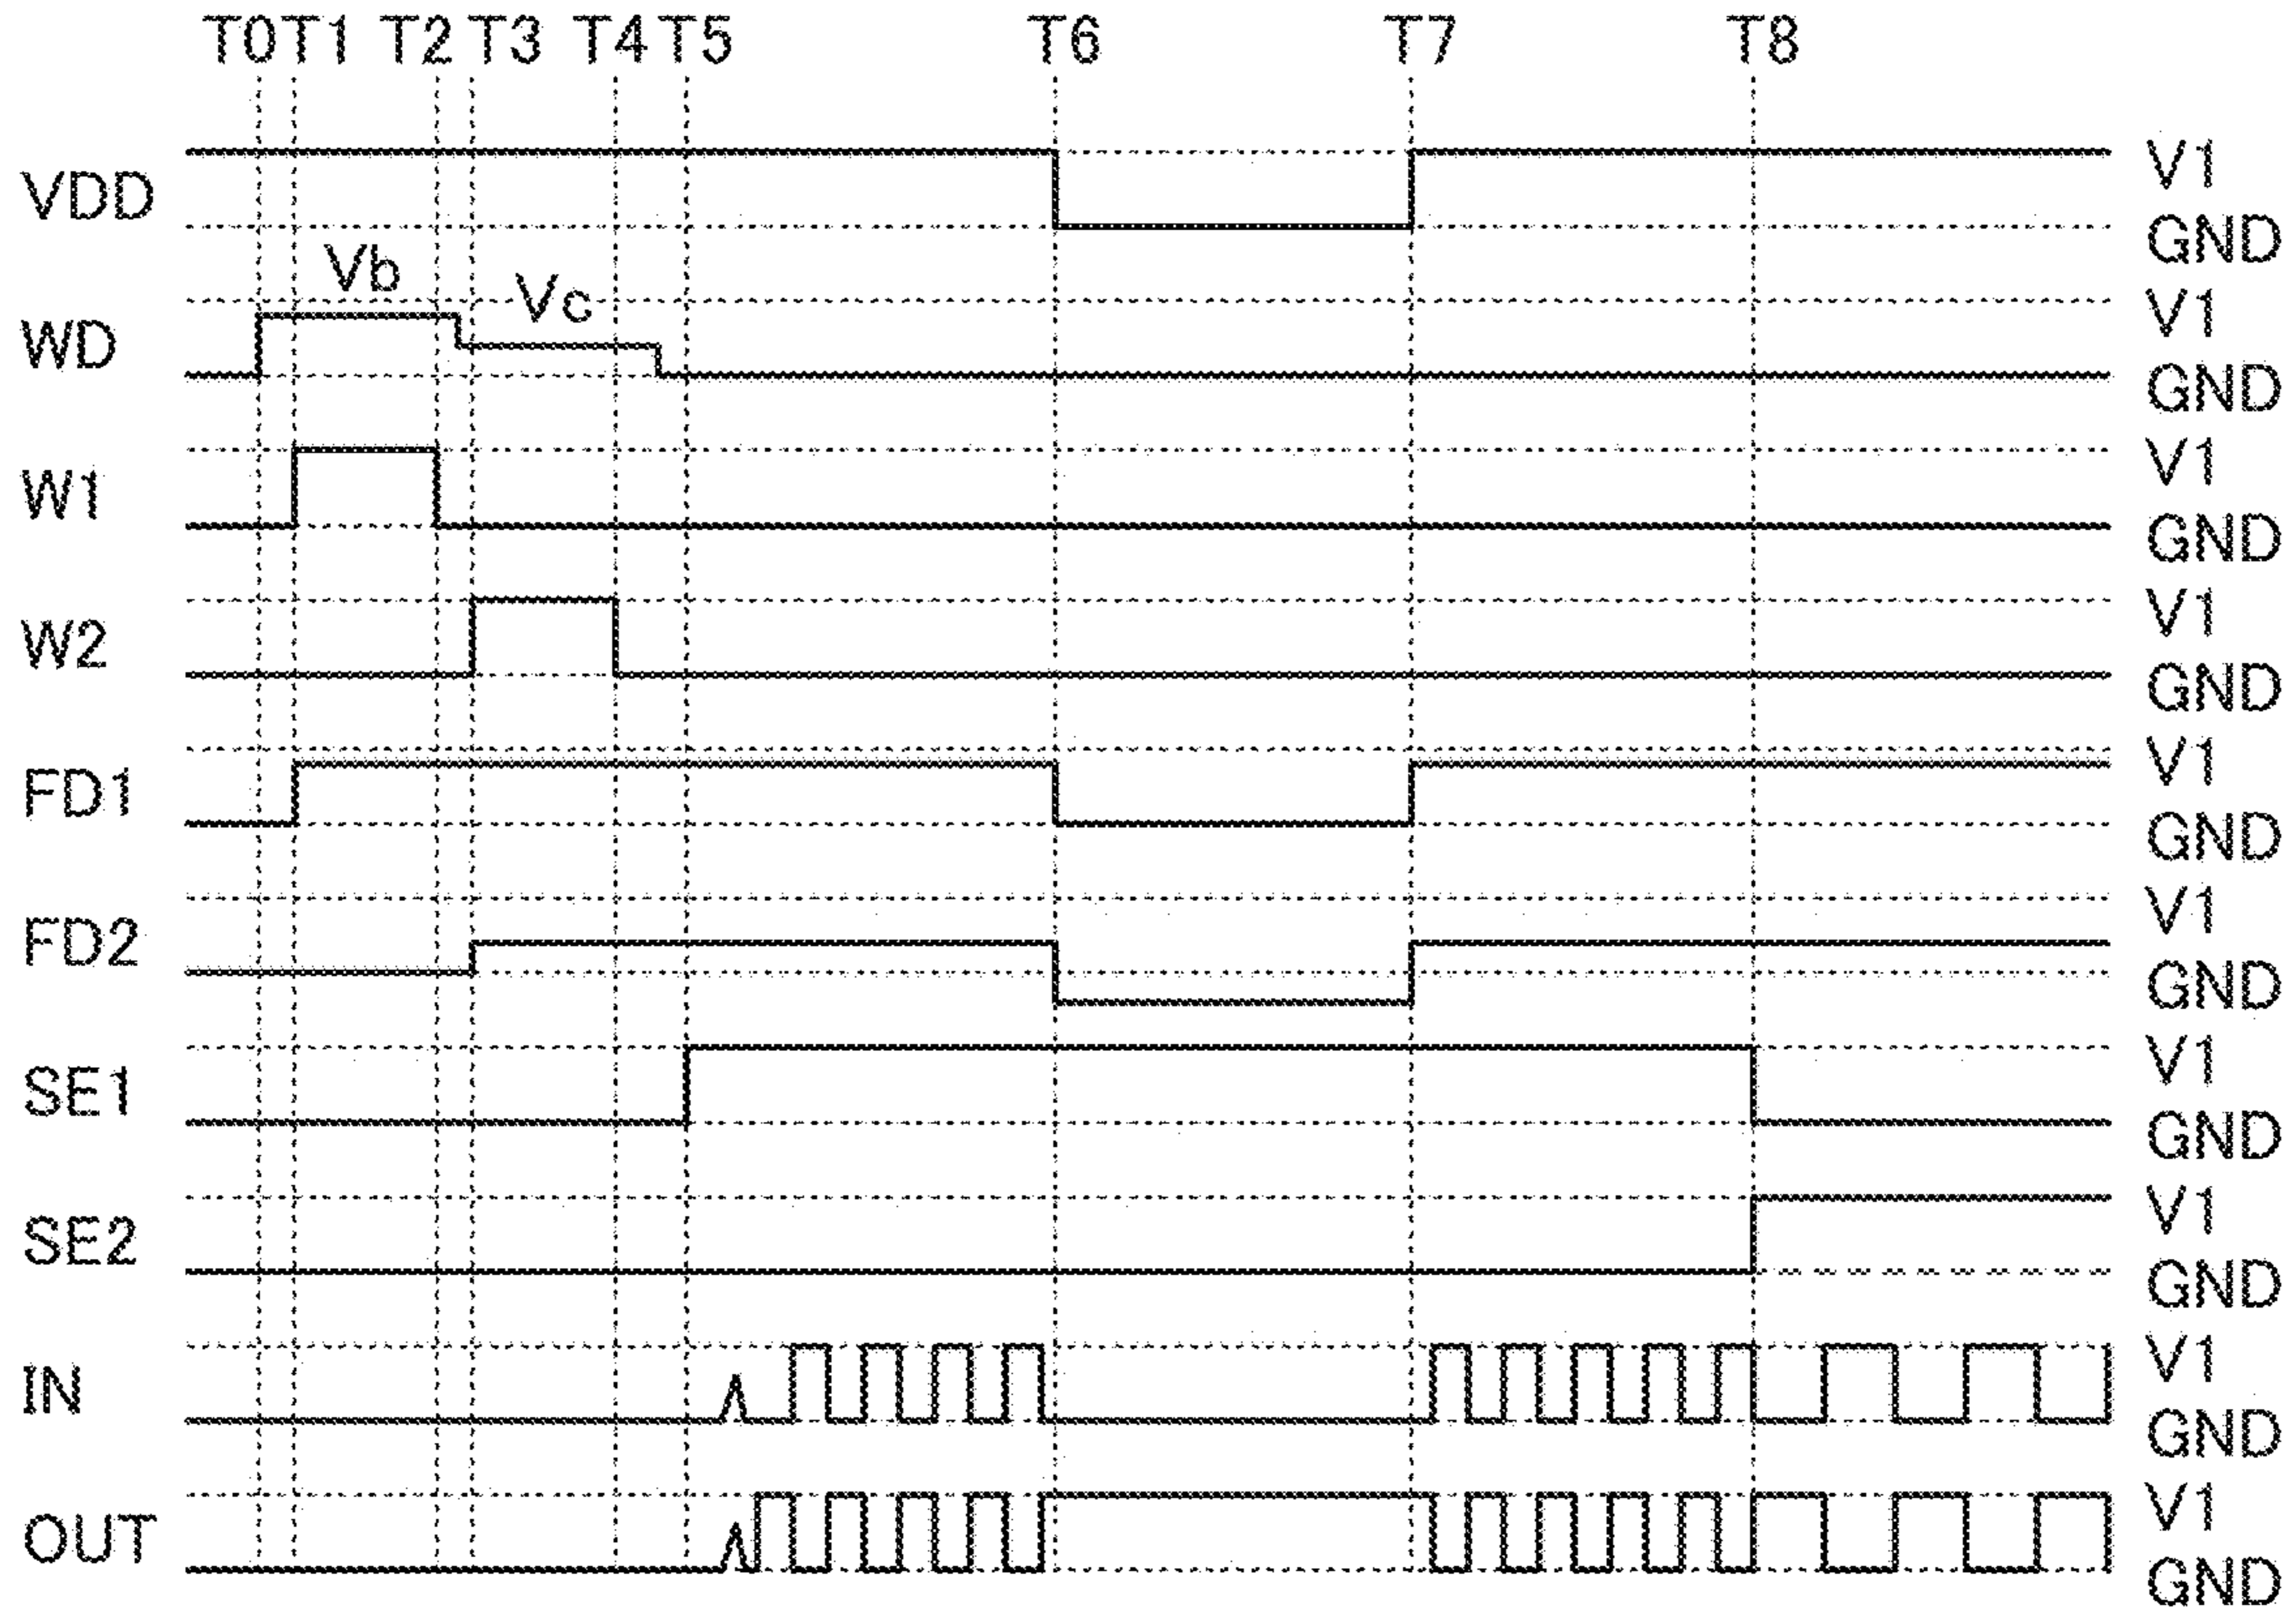 T0 T1 T2 T3 T4 T5 T6 T7 T8
VDD V1
GND
Vb
Vc
WD V1
GND
W1 V1
GND
W2 V1
GND
FD1 V1
GND
FD2 V1
GND
SE1 V1
GND
SE2 V1
GND
IN V1
GND
OUT V1
GND